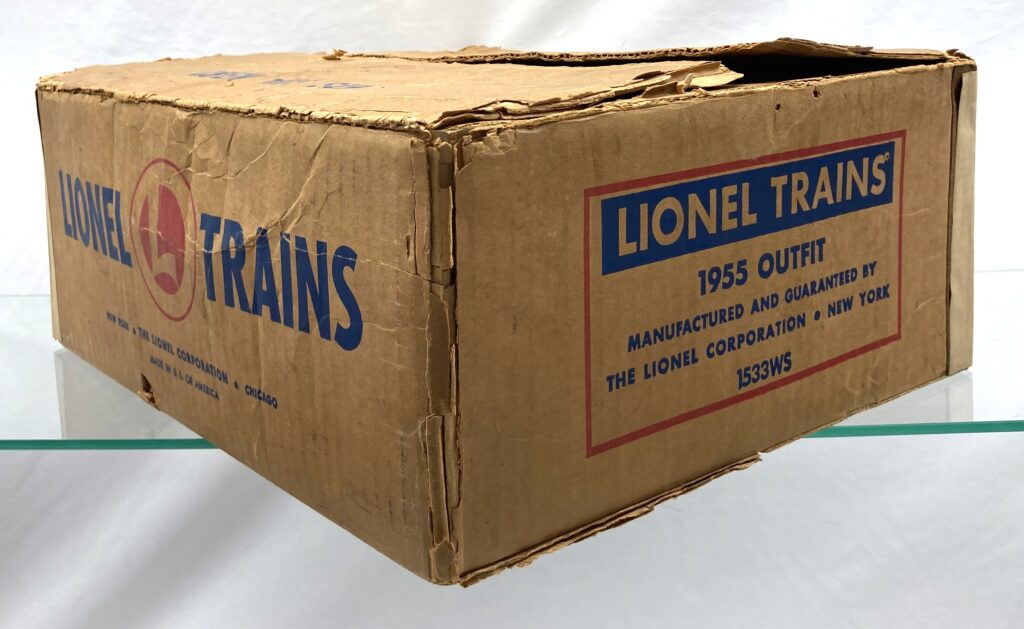 LIONEL L TRAINS
NEW YORK • THE LIONEL CORPORATION • CHICAGO
MADE IN U.S. OF AMERICA
LIONEL TRAINS
1955 OUTFIT
MANUFACTURED AND GUARANTEED BY
THE LIONEL CORPORATION • NEW YORK
1533WS